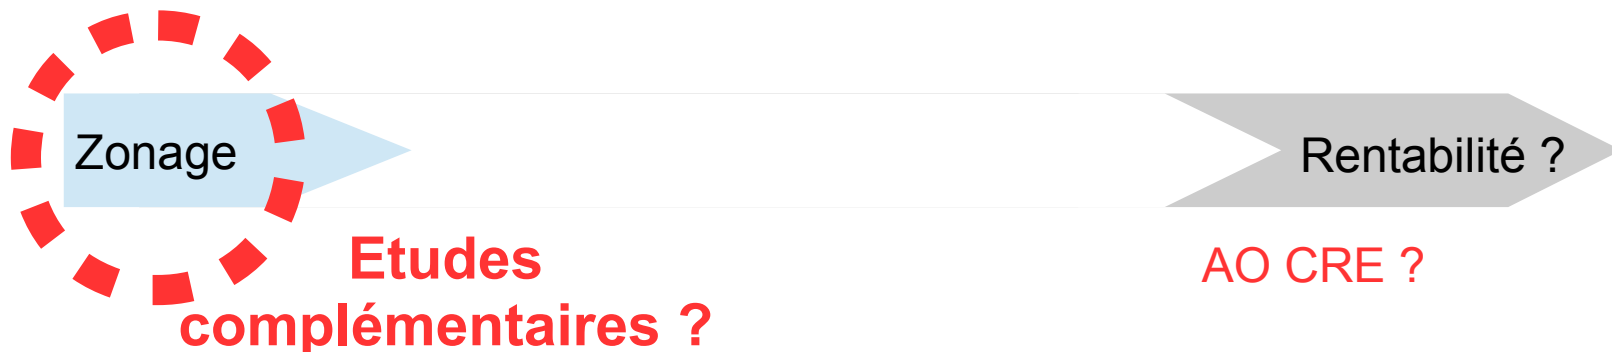 Zonage
Rentabilité ?
Etudes
complémentaires ?
AO CRE ?